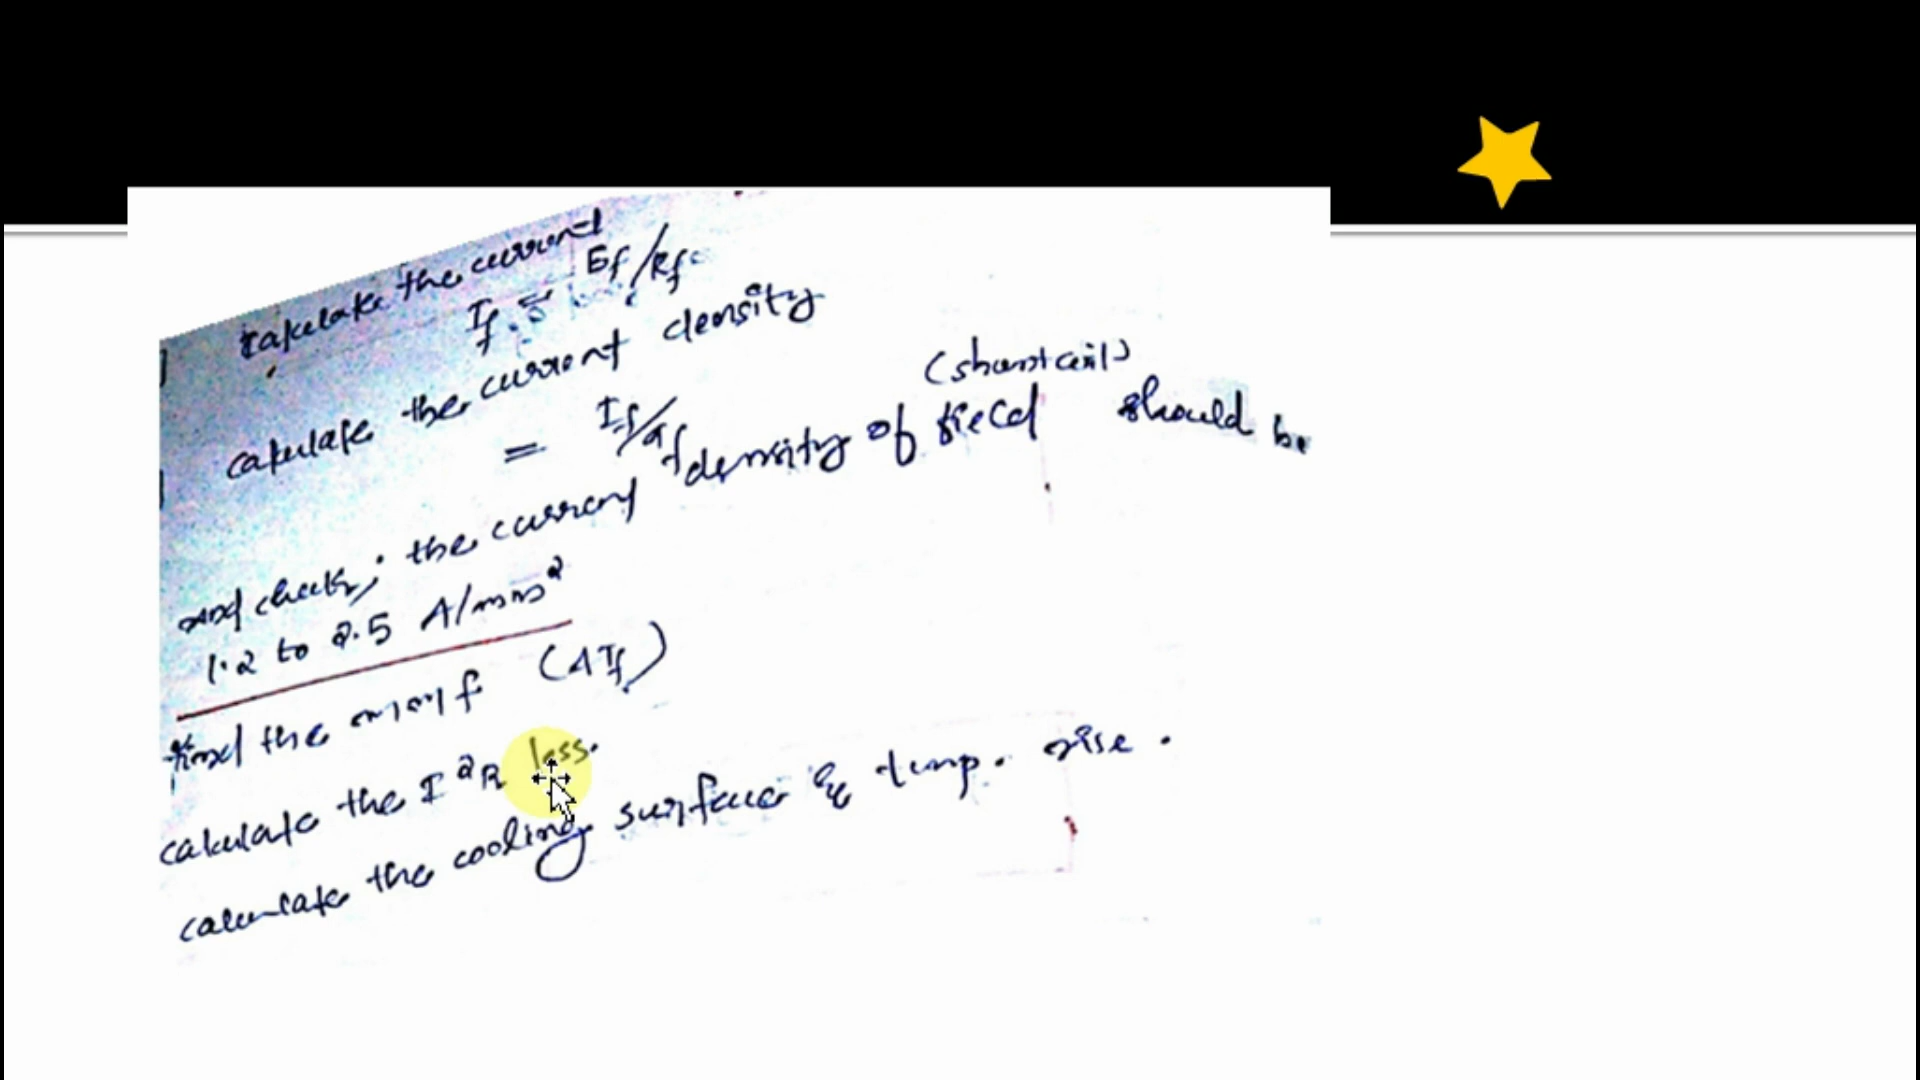 calculate the current
If = Ef/Rf
calculate the current density
= If/af
(shunt coil)
and check, the current density of field should be
1.2 to 2.5 A/mm²
find the mmf (ATf)
calculate the I²R loss.
calculate the cooling surface & temp. rise.